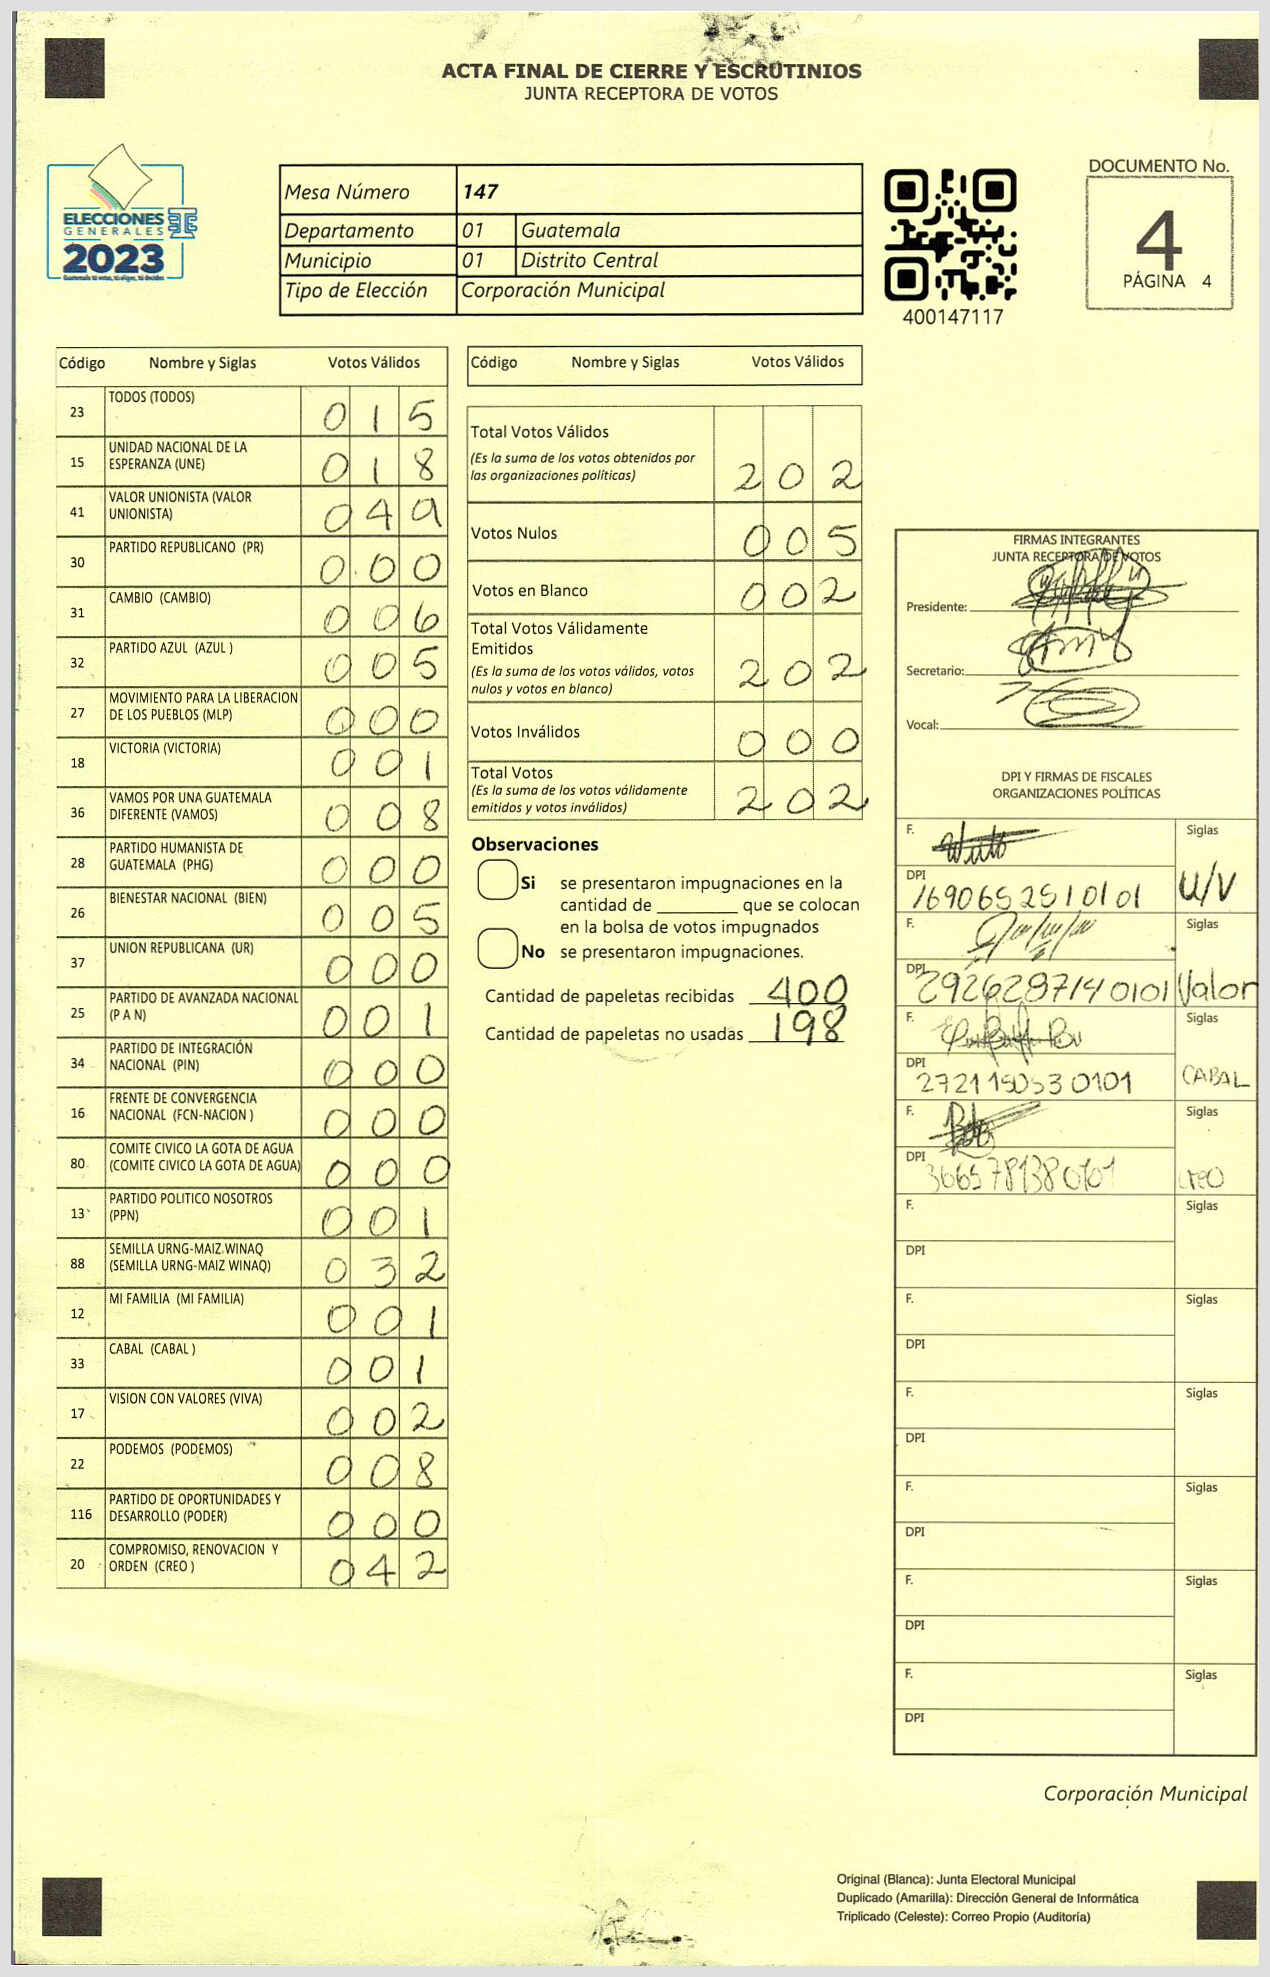 ACTA FINAL DE CIERRE Y ESCRUTINIOS
JUNTA RECEPTORA DE VOTOS
ELECCIONES
GENERALES
2023
Mesa Número 147
Departamento 01 Guatemala
Municipio 01 Distrito Central
Tipo de Elección Corporación Municipal
400147117
DOCUMENTO No.
4
PÁGINA 4
Código Nombre y Siglas Votos Válidos
23 TODOS (TODOS) 0 1 5
15 UNIDAD NACIONAL DE LA
ESPERANZA (UNE) 0 1 8
41 VALOR UNIONISTA (VALOR
UNIONISTA) 0 4 9
30 PARTIDO REPUBLICANO (PR) 0 0 0
31 CAMBIO (CAMBIO) 0 0 6
32 PARTIDO AZUL (AZUL ) 0 0 5
27 MOVIMIENTO PARA LA LIBERACION
DE LOS PUEBLOS (MLP) 0 0 0
18 VICTORIA (VICTORIA) 0 0 1
36 VAMOS POR UNA GUATEMALA
DIFERENTE (VAMOS) 0 0 8
28 PARTIDO HUMANISTA DE
GUATEMALA (PHG) 0 0 0
26 BIENESTAR NACIONAL (BIEN) 0 0 5
37 UNION REPUBLICANA (UR) 0 0 0
25 PARTIDO DE AVANZADA NACIONAL
(P A N) 0 0 1
34 PARTIDO DE INTEGRACIÓN
NACIONAL (PIN) 0 0 0
16 FRENTE DE CONVERGENCIA
NACIONAL (FCN-NACION ) 0 0 0
80 COMITE CIVICO LA GOTA DE AGUA
(COMITE CIVICO LA GOTA DE AGUA) 0 0 0
13 PARTIDO POLITICO NOSOTROS
(PPN) 0 0 1
88 SEMILLA URNG-MAIZ WINAQ
(SEMILLA URNG-MAIZ WINAQ) 0 3 2
12 MI FAMILIA (MI FAMILIA) 0 0 1
33 CABAL (CABAL ) 0 0 1
17 VISION CON VALORES (VIVA) 0 0 2
22 PODEMOS (PODEMOS) 0 0 8
116 PARTIDO DE OPORTUNIDADES Y
DESARROLLO (PODER) 0 0 0
20 COMPROMISO, RENOVACION Y
ORDEN (CREO ) 0 4 2
Código Nombre y Siglas Votos Válidos
Total Votos Válidos
(Es la suma de los votos obtenidos por
las organizaciones políticas) 2 0 2
Votos Nulos 0 0 5
Votos en Blanco 0 0 2
Total Votos Válidamente
Emitidos
(Es la suma de los votos válidos, votos
nulos y votos en blanco) 2 0 2
Votos Inválidos 0 0 0
Total Votos
(Es la suma de los votos válidamente
emitidos y votos inválidos) 2 0 2
Observaciones
Si se presentaron impugnaciones en la
cantidad de ________ que se colocan
en la bolsa de votos impugnados
No se presentaron impugnaciones.
Cantidad de papeletas recibidas 400
Cantidad de papeletas no usadas 198
FIRMAS INTEGRANTES
JUNTA RECEPTORA DE VOTOS
Presidente:
Secretario:
Vocal:
DPI Y FIRMAS DE FISCALES
ORGANIZACIONES POLÍTICAS
F. Siglas
DPI 1690652510101 U/V
F. Siglas
DPI 2926289740101 Valor
F. Siglas
DPI 2721150530101 CABAL
F. Siglas
DPI 3665781380101 creo
F. Siglas
DPI
F. Siglas
DPI
F. Siglas
DPI
F. Siglas
DPI
F. Siglas
DPI
F. Siglas
DPI
Corporación Municipal
Original (Blanca): Junta Electoral Municipal
Duplicado (Amarilla): Dirección General de Informática
Triplicado (Celeste): Correo Propio (Auditoría)